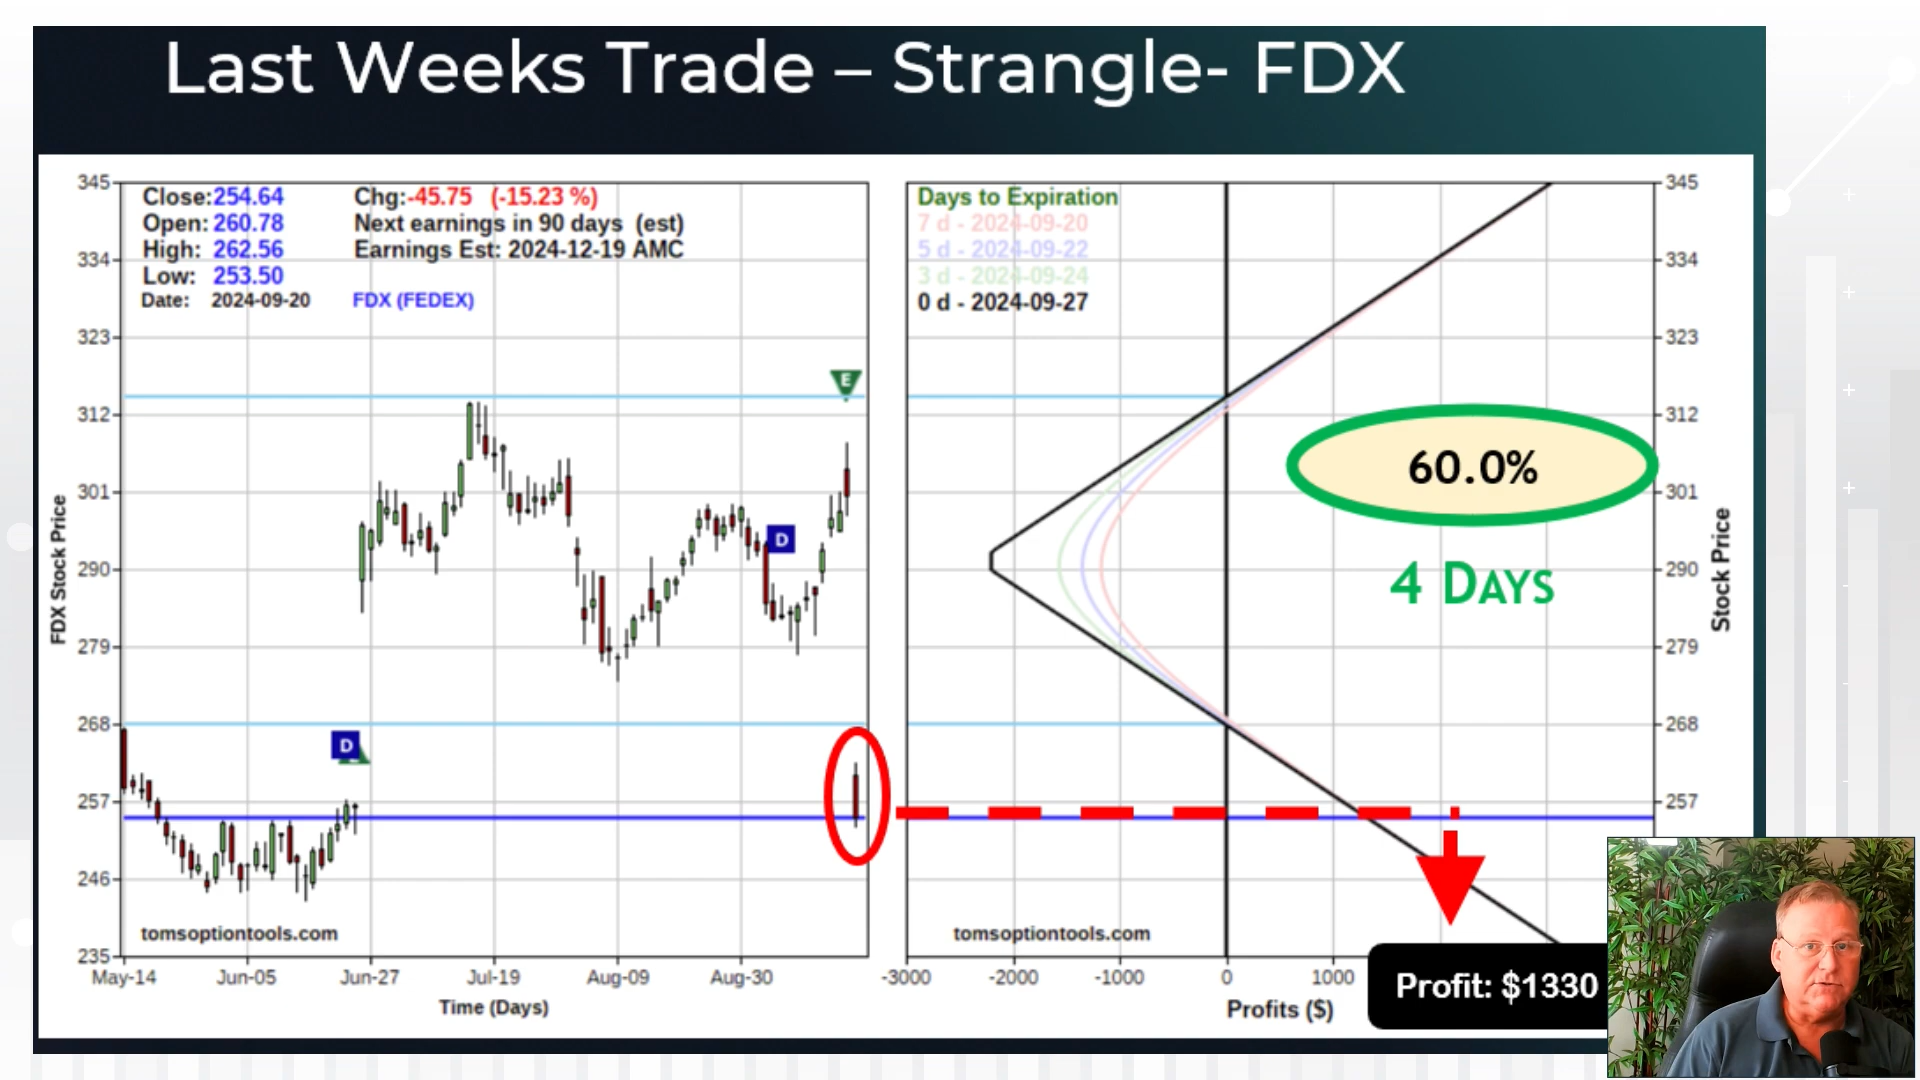 Last Weeks Trade – Strangle- FDX
Close:254.64
Chg:-45.75 (-15.23 %)
Open: 260.78
Next earnings in 90 days (est)
High: 262.56
Earnings Est: 2024-12-19 AMC
Low: 253.50
Date: 2024-09-20
FDX (FEDEX)
345
334
323
312
301
290
279
268
257
246
235
FDX Stock Price
E
D
D
tomsoptiontools.com
May-14
Jun-05
Jun-27
Jul-19
Aug-09
Aug-30
Time (Days)
Days to Expiration
7 d - 2024-09-20
5 d - 2024-09-22
3 d - 2024-09-24
0 d - 2024-09-27
60.0%
4 DAYS
345
334
323
312
301
290
279
268
257
Stock Price
tomsoptiontools.com
-3000
-2000
-1000
0
1000
Profits ($)
Profit: $1330